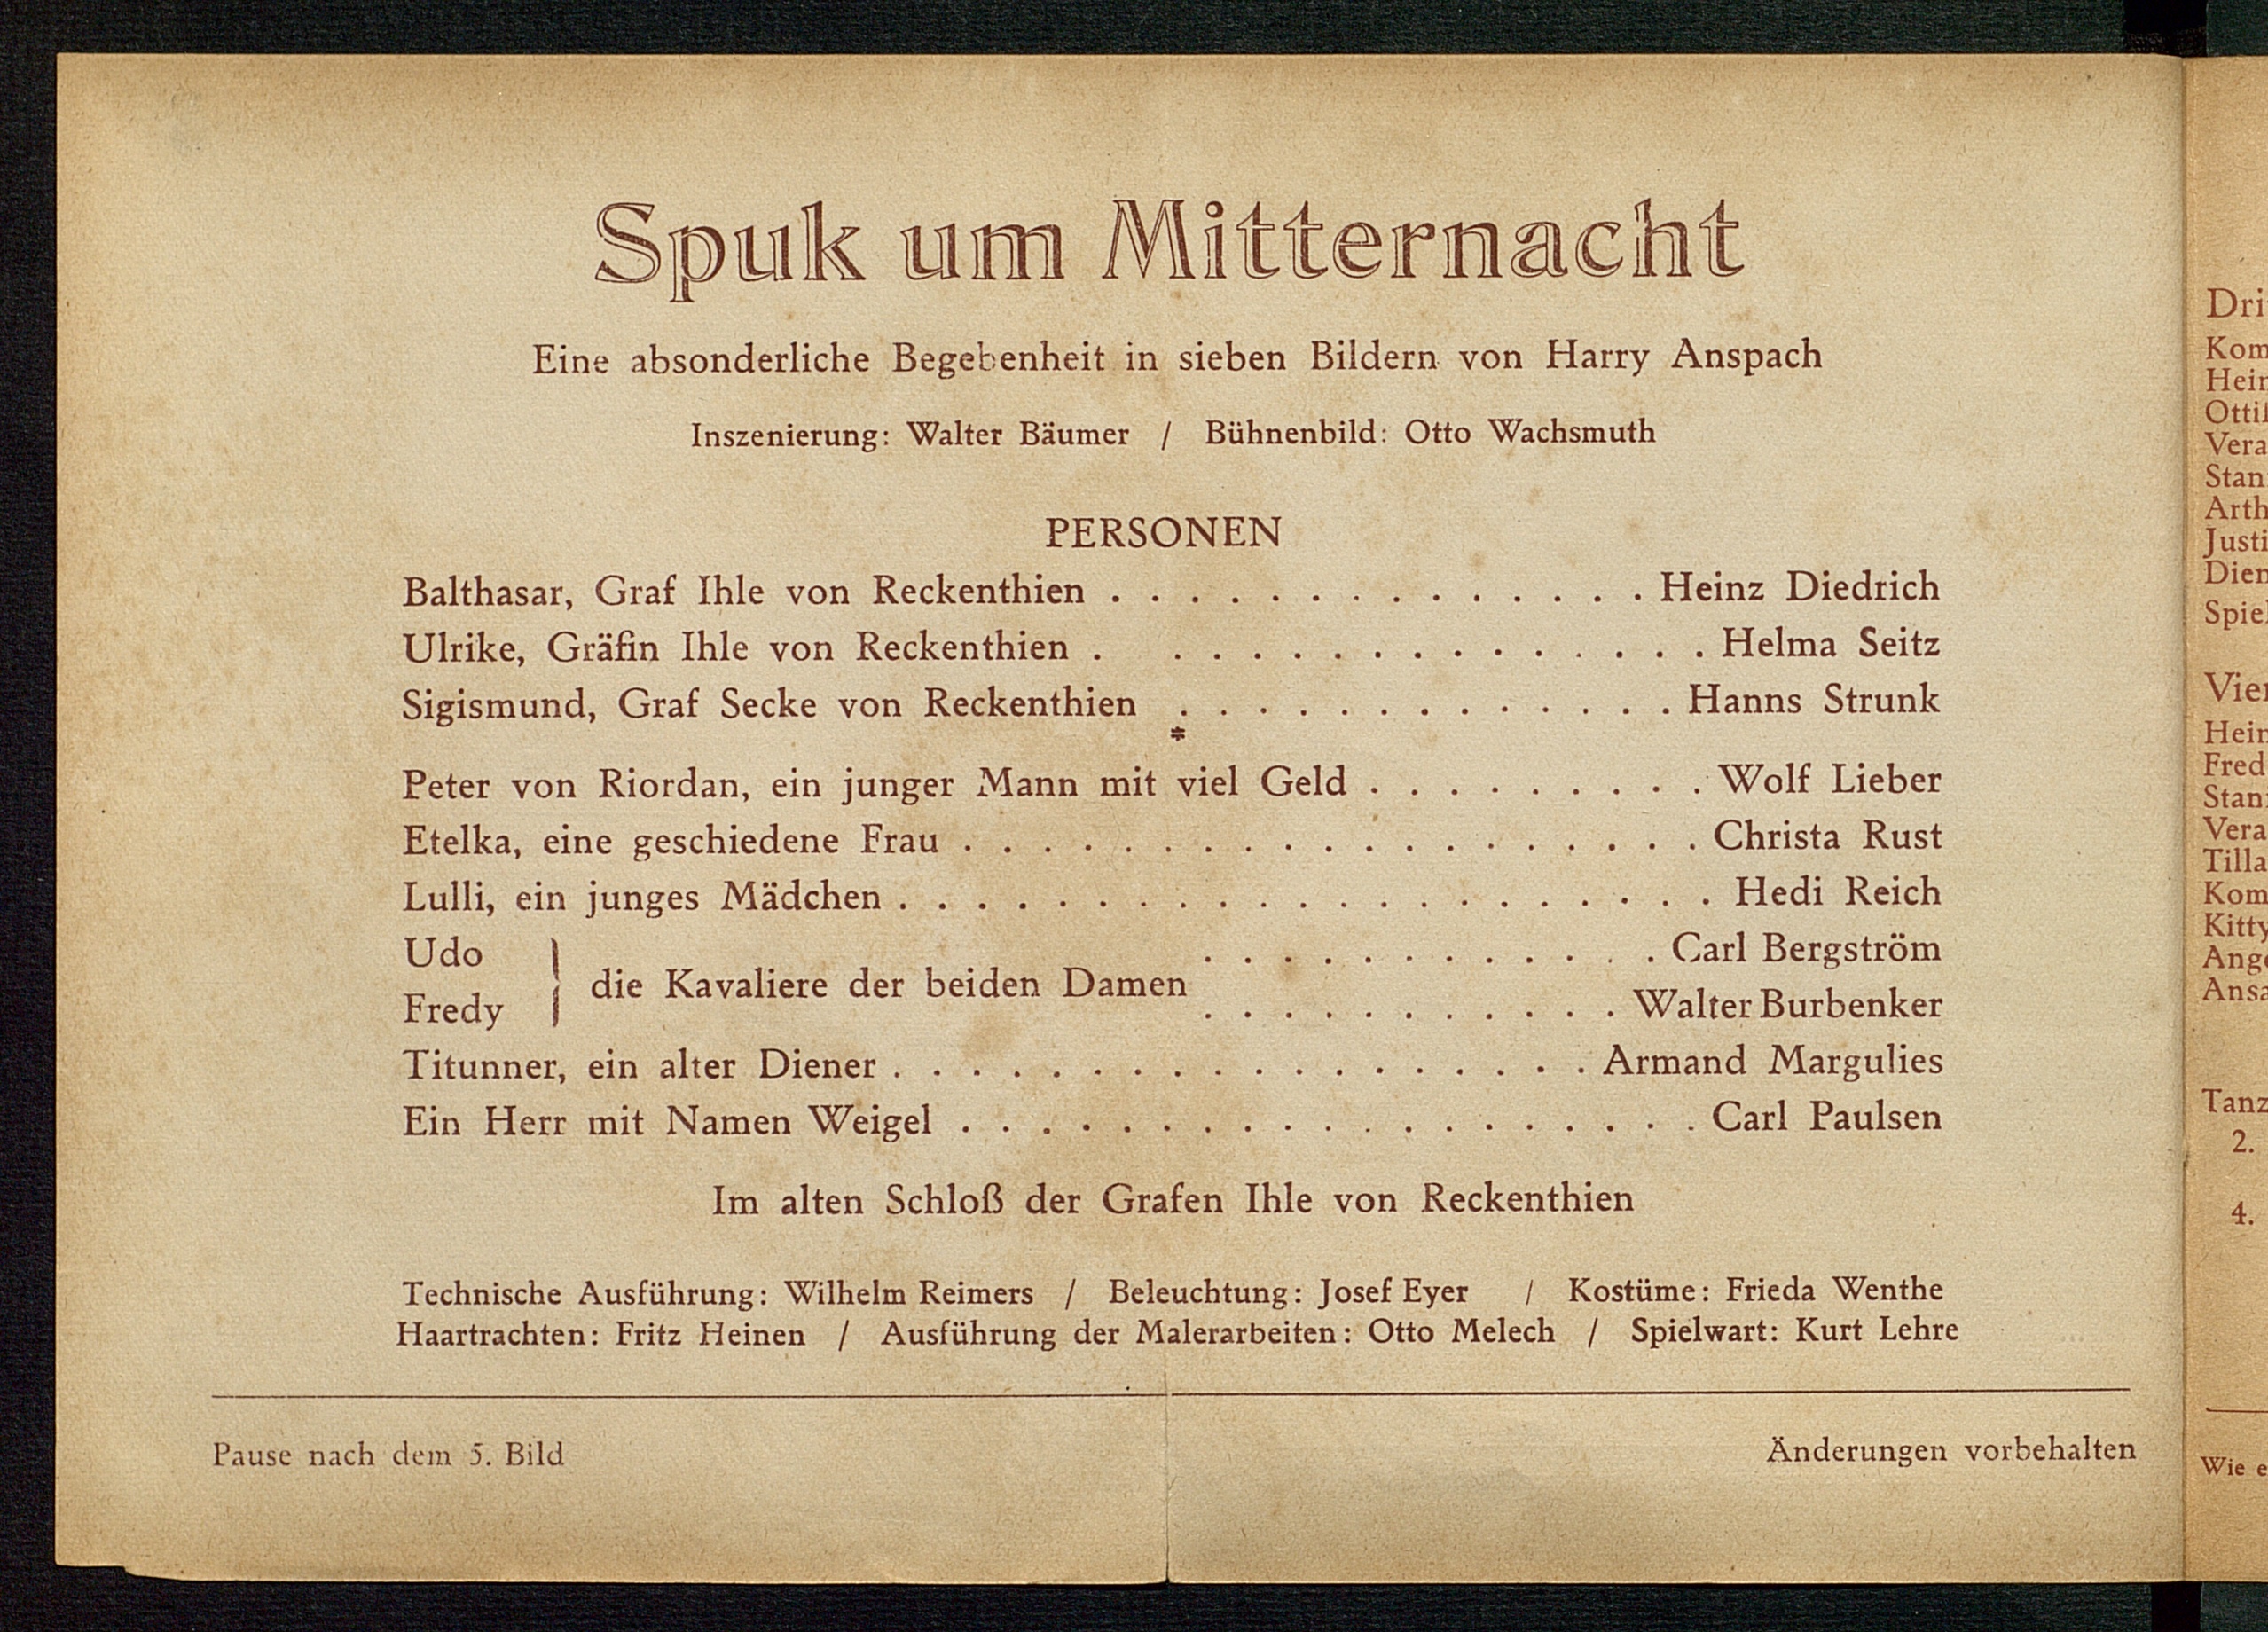 Spuk um Mitternacht
Eine absonderliche Begebenheit in sieben Bildern von Harry Anspach
Inszenierung: Walter Bäumer / Bühnenbild: Otto Wachsmuth
PERSONEN
Balthasar, Graf Ihle von Reckenthien . . . . . . . . . . . . . . Heinz Diedrich
Ulrike, Gräfin Ihle von Reckenthien . . . . . . . . . . . . . . . Helma Seitz
Sigismund, Graf Secke von Reckenthien . . . . . . . . . . . . . Hanns Strunk
*
Peter von Riordan, ein junger Mann mit viel Geld . . . . . . . . . Wolf Lieber
Etelka, eine geschiedene Frau . . . . . . . . . . . . . . . . . . . Christa Rust
Lulli, ein junges Mädchen . . . . . . . . . . . . . . . . . . . . . Hedi Reich
Udo . . . . . . . . . . . . Carl Bergström
} die Kavaliere der beiden Damen
Fredy . . . . . . . . . . . Walter Burbenker
Titunner, ein alter Diener . . . . . . . . . . . . . . . . . . Armand Margulies
Ein Herr mit Namen Weigel . . . . . . . . . . . . . . . . . . . Carl Paulsen
Im alten Schloß der Grafen Ihle von Reckenthien
Technische Ausführung: Wilhelm Reimers / Beleuchtung: Josef Eyer / Kostüme: Frieda Wenthe
Haartrachten: Fritz Heinen / Ausführung der Malerarbeiten: Otto Melech / Spielwart: Kurt Lehre
Pause nach dem 5. Bild
Änderungen vorbehalten
Vera
Tanz
2.
4.
Wie